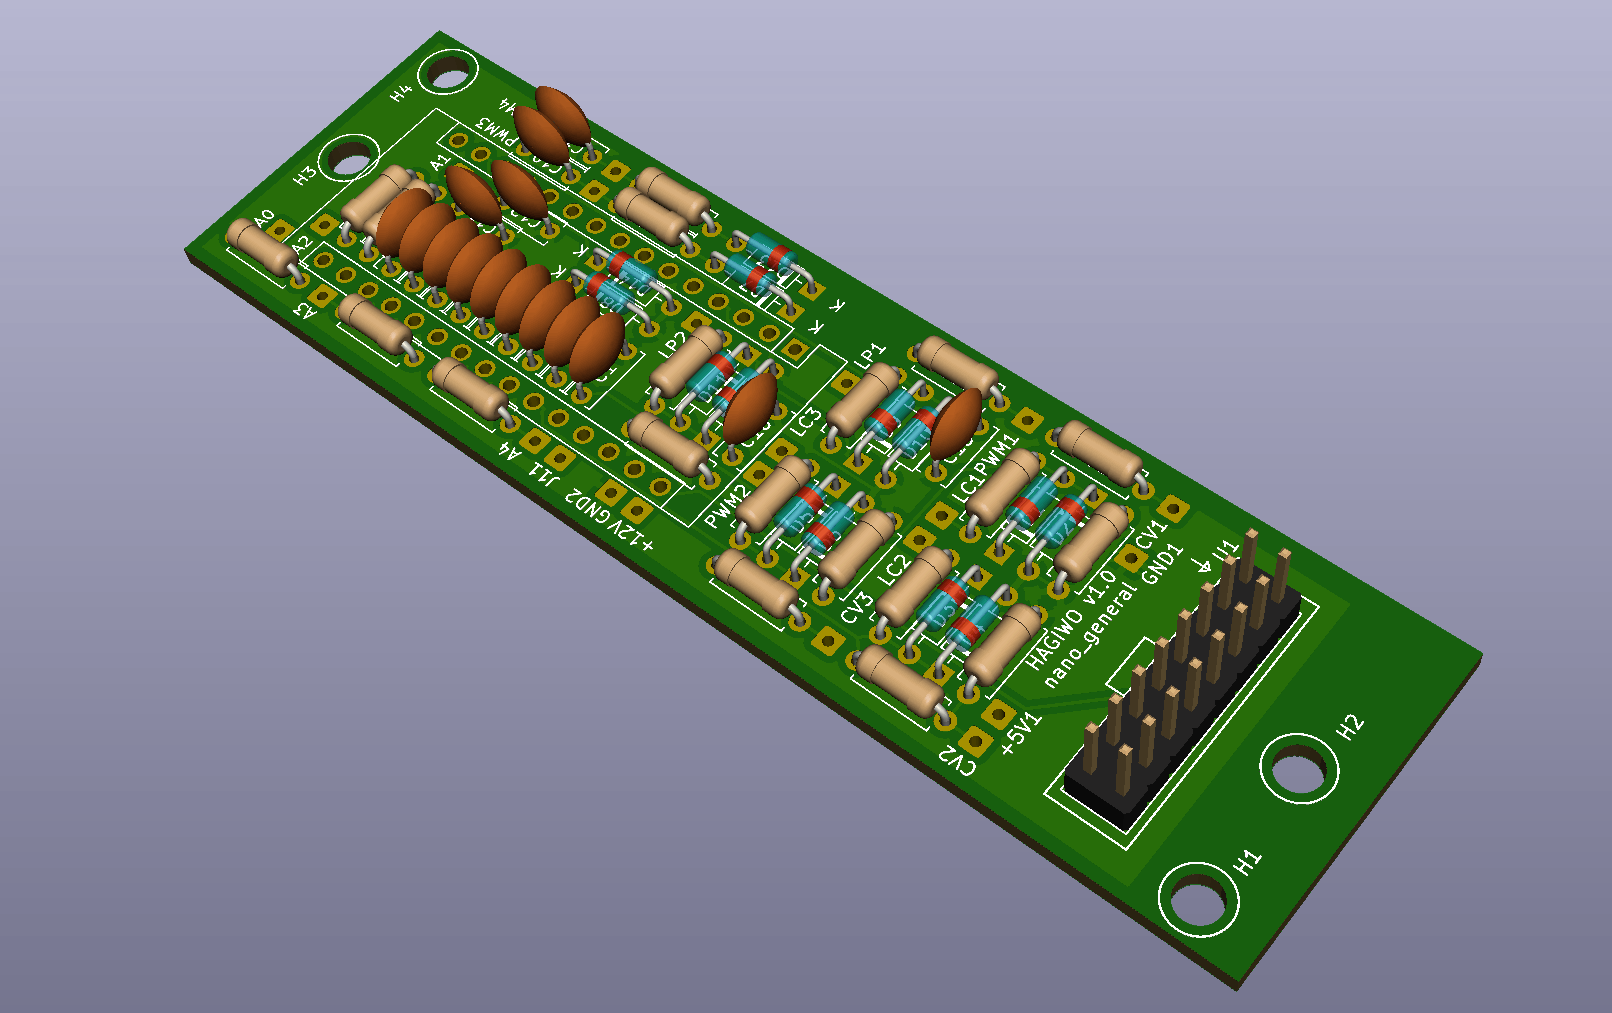 H4
PWM3
A1
H3
A0
A2
A3
K
K
K
K
LP2
LP1
LC3
LC1
PWM1
A4
J11
GND2
+12V
PWM2
CV1
GND1
LC2
CV3
HAGIWO v1.0
nano_general
+5V1
CV2
H2
H1